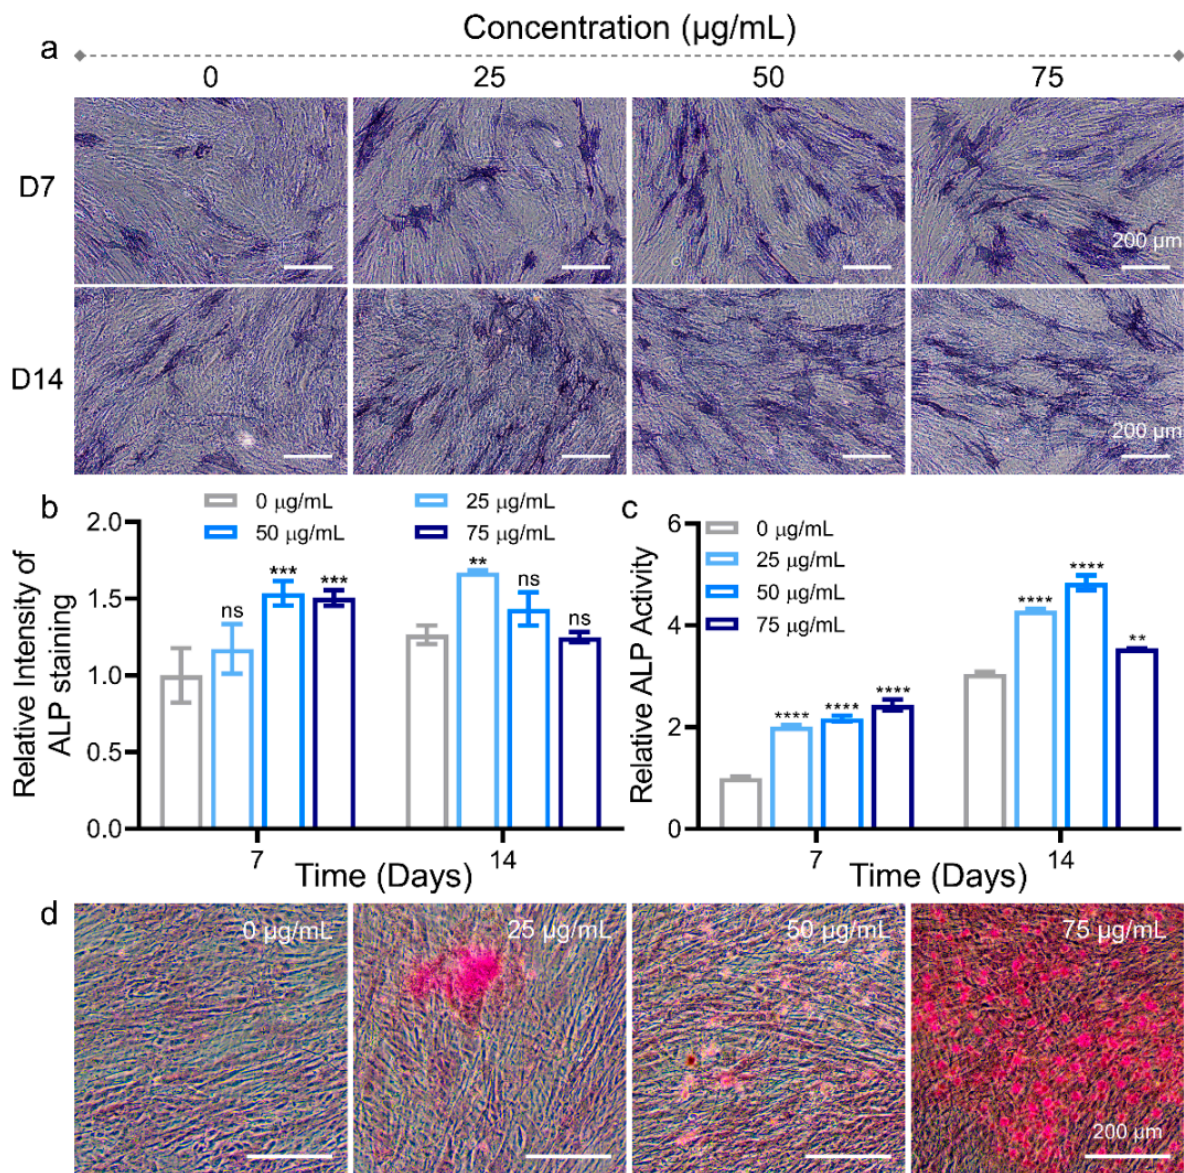 Concentration (μg/mL)
a
0 25 50 75
D7
200 μm
D14
200 μm
b
0 μg/mL 25 μg/mL
50 μg/mL 75 μg/mL
Relative Intensity of
ALP staining
2.0
1.5
1.0
0.5
0.0
ns *** ***
** ns ns
7 14
Time (Days)
c
0 μg/mL
25 μg/mL
50 μg/mL
75 μg/mL
Relative ALP Activity
6
4
2
0
**** **** ****
**** **** **
7 14
Time (Days)
d
0 μg/mL 25 μg/mL 50 μg/mL 75 μg/mL
200 μm